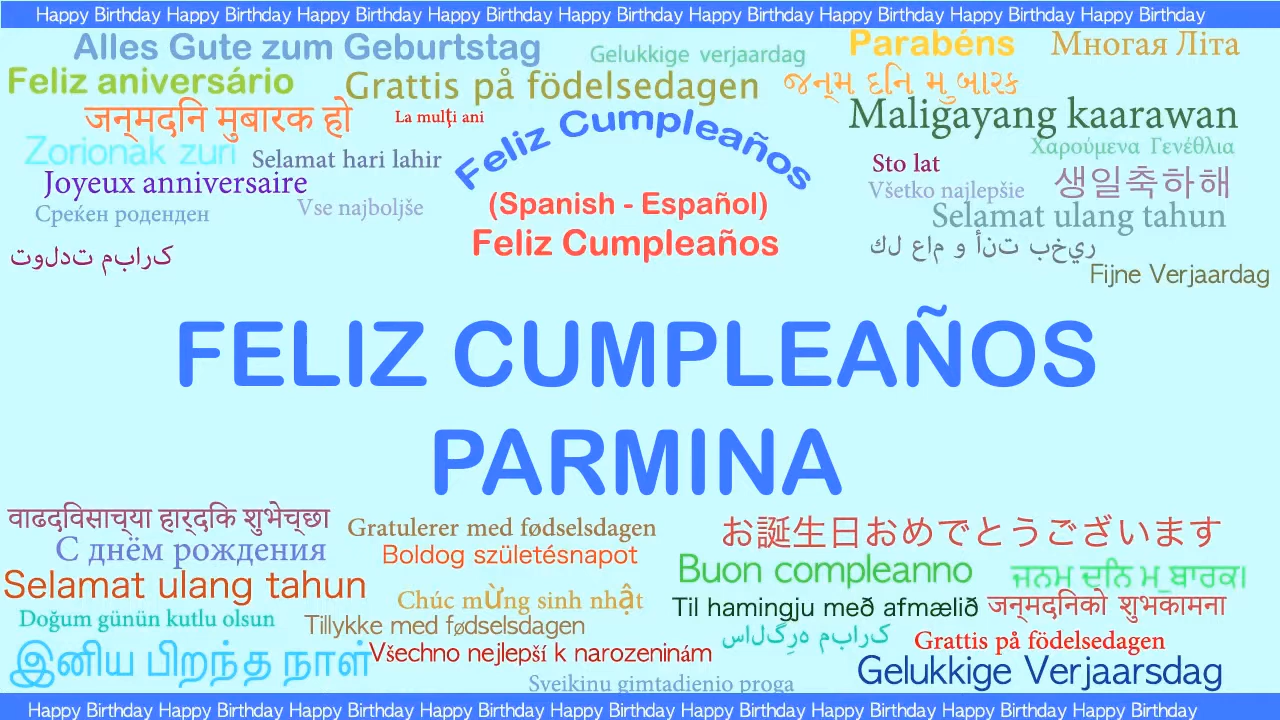 Happy Birthday Happy Birthday Happy Birthday Happy Birthday Happy Birthday Happy Birthday Happy Birthday Happy Birthday Happy Birthday
Alles Gute zum Geburtstag
Gelukkige verjaardag
Parabéns
Многая Літа
Feliz aniversário
Grattis på födelsedagen
જન્મ દિન મુબારક
जन्मदिन मुबारक हो
La mulţi ani
Feliz Cumpleaños
Maligayang kaarawan
Zorionak zuri
Selamat hari lahir
Sto lat
Χαρούμενα Γενέθλια
Joyeux anniversaire
(Spanish - Español)
Všetko najlepšie
생일축하해
Среќен роденден
Vse najboljše
Selamat ulang tahun
Feliz Cumpleaños
تولدت مبارک
كل عام و أنت بخير
Fijne Verjaardag
FELIZ CUMPLEAÑOS
PARMINA
वाढदिवसाच्या हार्दिक शुभेच्छा
Gratulerer med fødselsdagen
お誕生日おめでとうございます
С днём рождения
Boldog születésnapot
Buon compleanno
ਜਨਮ ਦਿਨ ਮੁਬਾਰਕ।
Selamat ulang tahun
Chúc mừng sinh nhật
Til hamingju með afmælið
जन्मदिनको शुभकामना
Doğum günün kutlu olsun
Tillykke med fødselsdagen
سالگرہ مبارک
Grattis på födelsedagen
இனிய பிறந்த நாள்
Všechno nejlepší k narozeninám
Gelukkige Verjaarsdag
Sveikinu gimtadienio proga
Happy Birthday Happy Birthday Happy Birthday Happy Birthday Happy Birthday Happy Birthday Happy Birthday Happy Birthday Happy Birthday